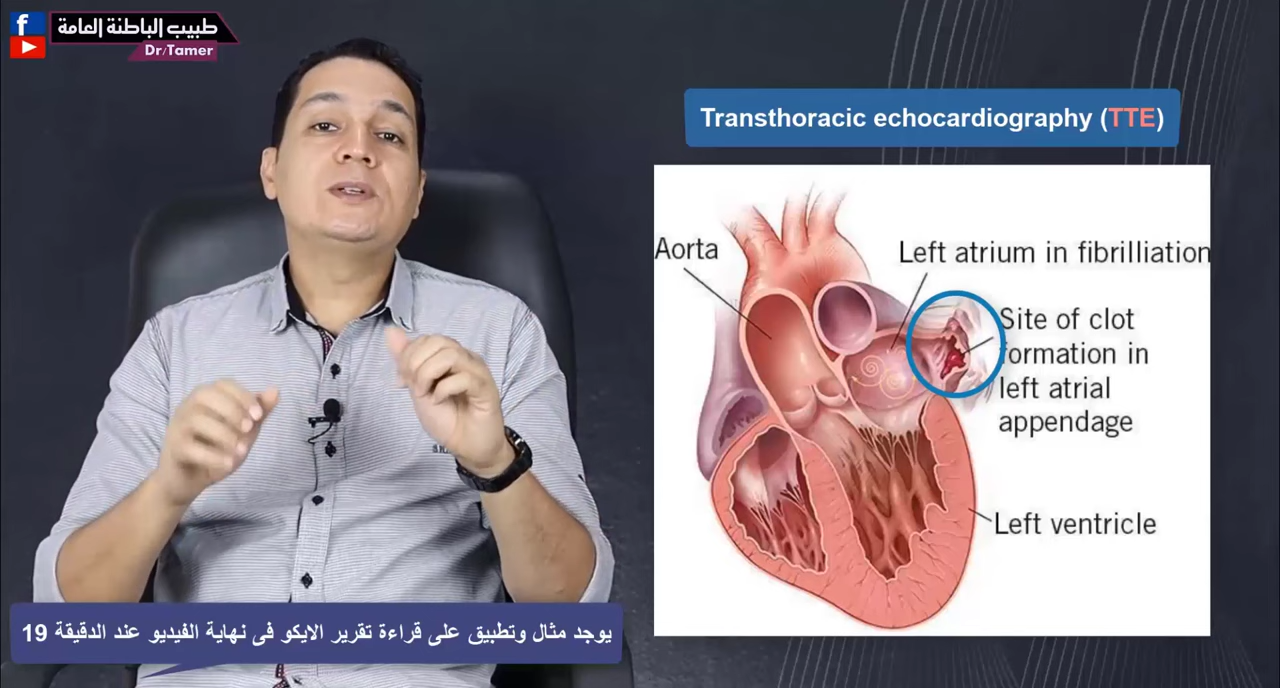 طبيب الباطنة العامة
Dr/Tamer
Transthoracic echocardiography (TTE)
Aorta
Left atrium in fibrilliation
Site of clot
formation in
left atrial
appendage
Left ventricle
يوجد مثال وتطبيق على قراءة تقرير الايكو فى نهاية الفيديو عند الدقيقة 19